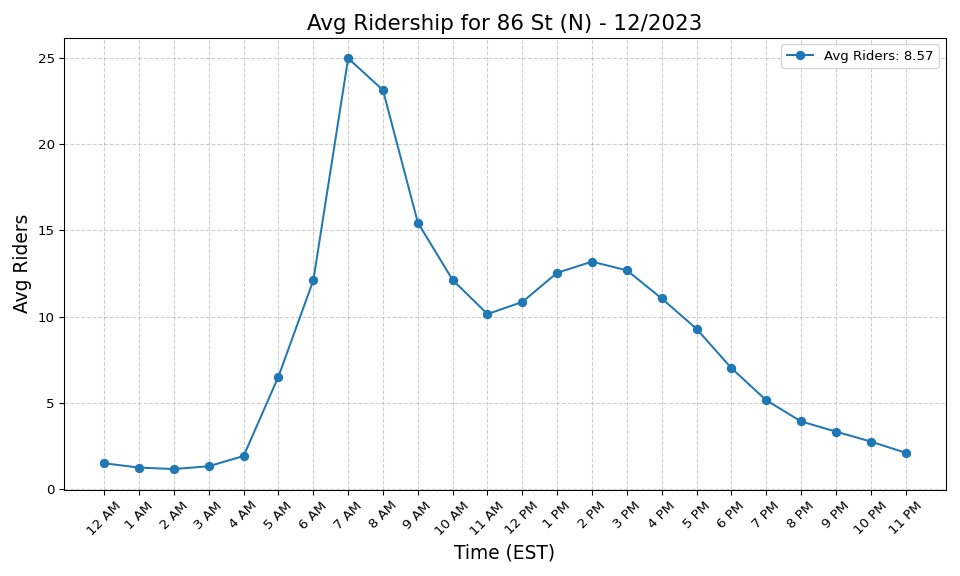 Avg Ridership for 86 St (N) - 12/2023
Avg Riders: 8.57
Avg Riders
25
20
15
10
5
0
12 AM 1 AM 2 AM 3 AM 4 AM 5 AM 6 AM 7 AM 8 AM 9 AM 10 AM 11 AM 12 PM 1 PM 2 PM 3 PM 4 PM 5 PM 6 PM 7 PM 8 PM 9 PM 10 PM 11 PM
Time (EST)